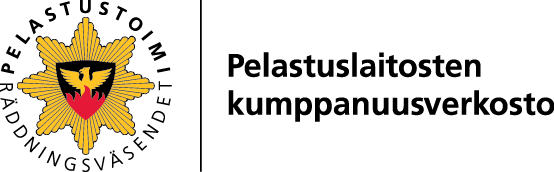 PELASTUSTOIMI
RÄDDNINGSVÄSENDET
Pelastuslaitosten
kumppanuusverkosto